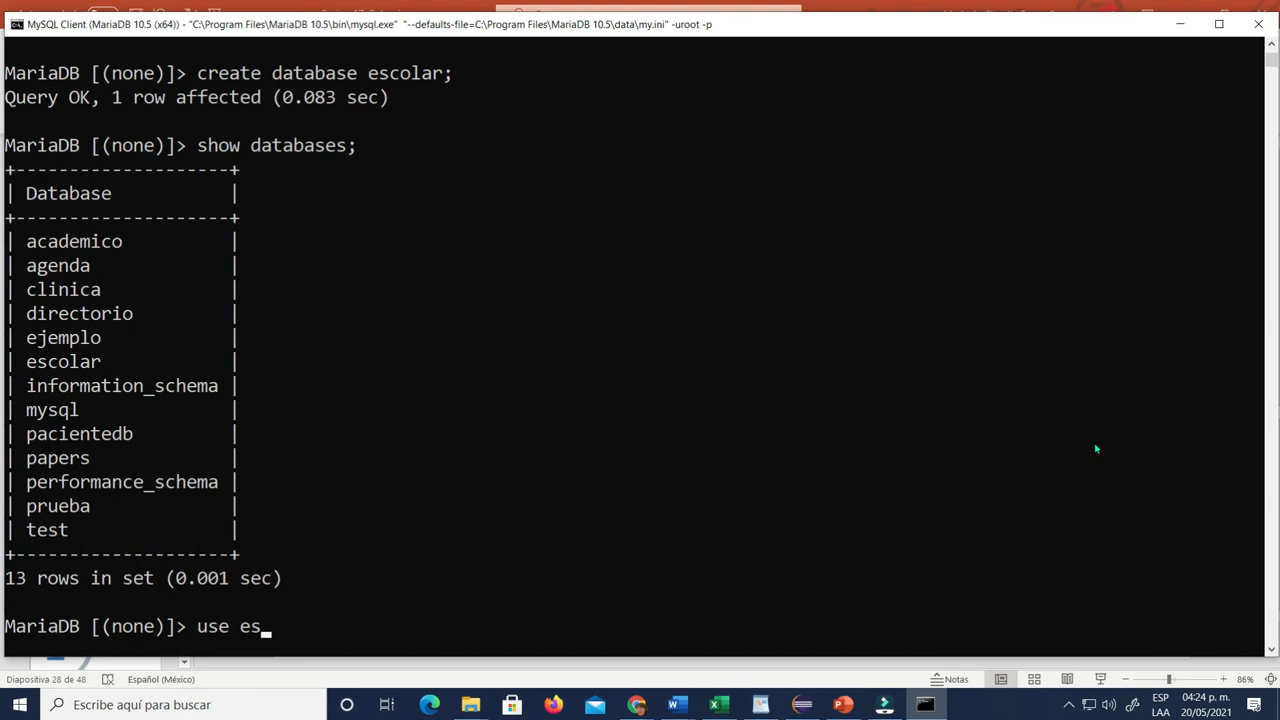 MySQL Client (MariaDB 10.5 (x64)) - "C:\Program Files\MariaDB 10.5\bin\mysql.exe" "--defaults-file=C:\Program Files\MariaDB 10.5\data\my.ini" -uroot -p
MariaDB [(none)]> create database escolar;
Query OK, 1 row affected (0.083 sec)
MariaDB [(none)]> show databases;
+--------------------+
| Database |
+--------------------+
| academico |
| agenda |
| clinica |
| directorio |
| ejemplo |
| escolar |
| information_schema |
| mysql |
| pacientedb |
| papers |
| performance_schema |
| prueba |
| test |
+--------------------+
13 rows in set (0.001 sec)
MariaDB [(none)]> use es_
Diapositiva 28 de 48 Español (México) Notas 86%
Escribe aquí para buscar
ESP 04:24 p. m.
LAA 20/05/2021